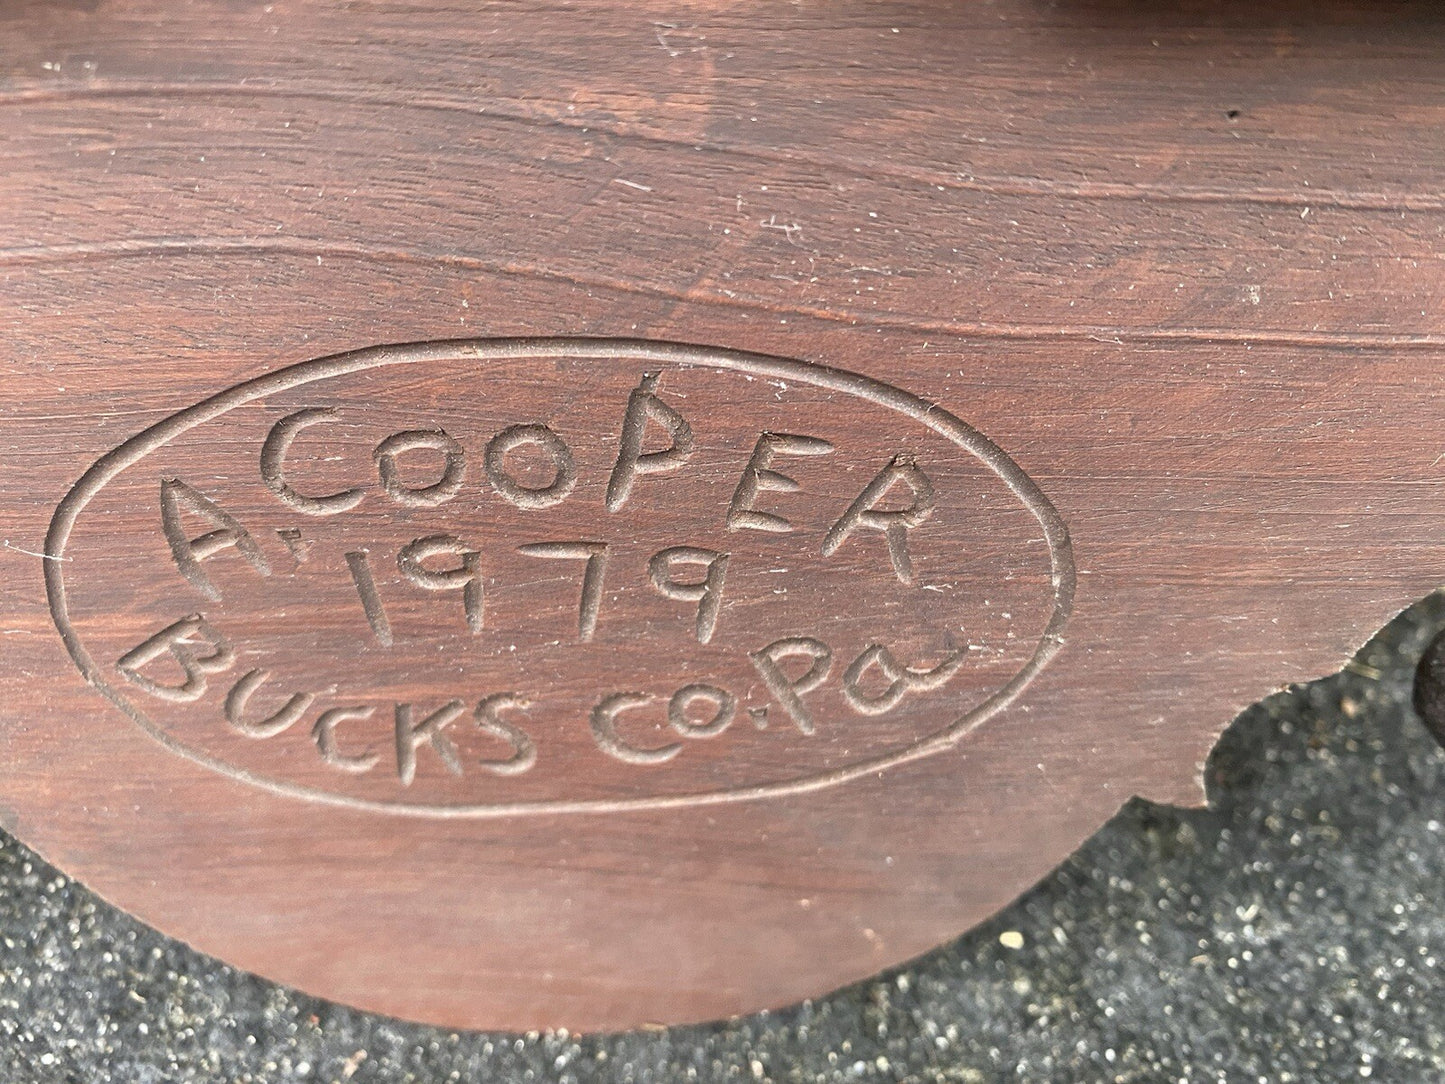 A. COOPER
1979
BUCKS CO. Pa